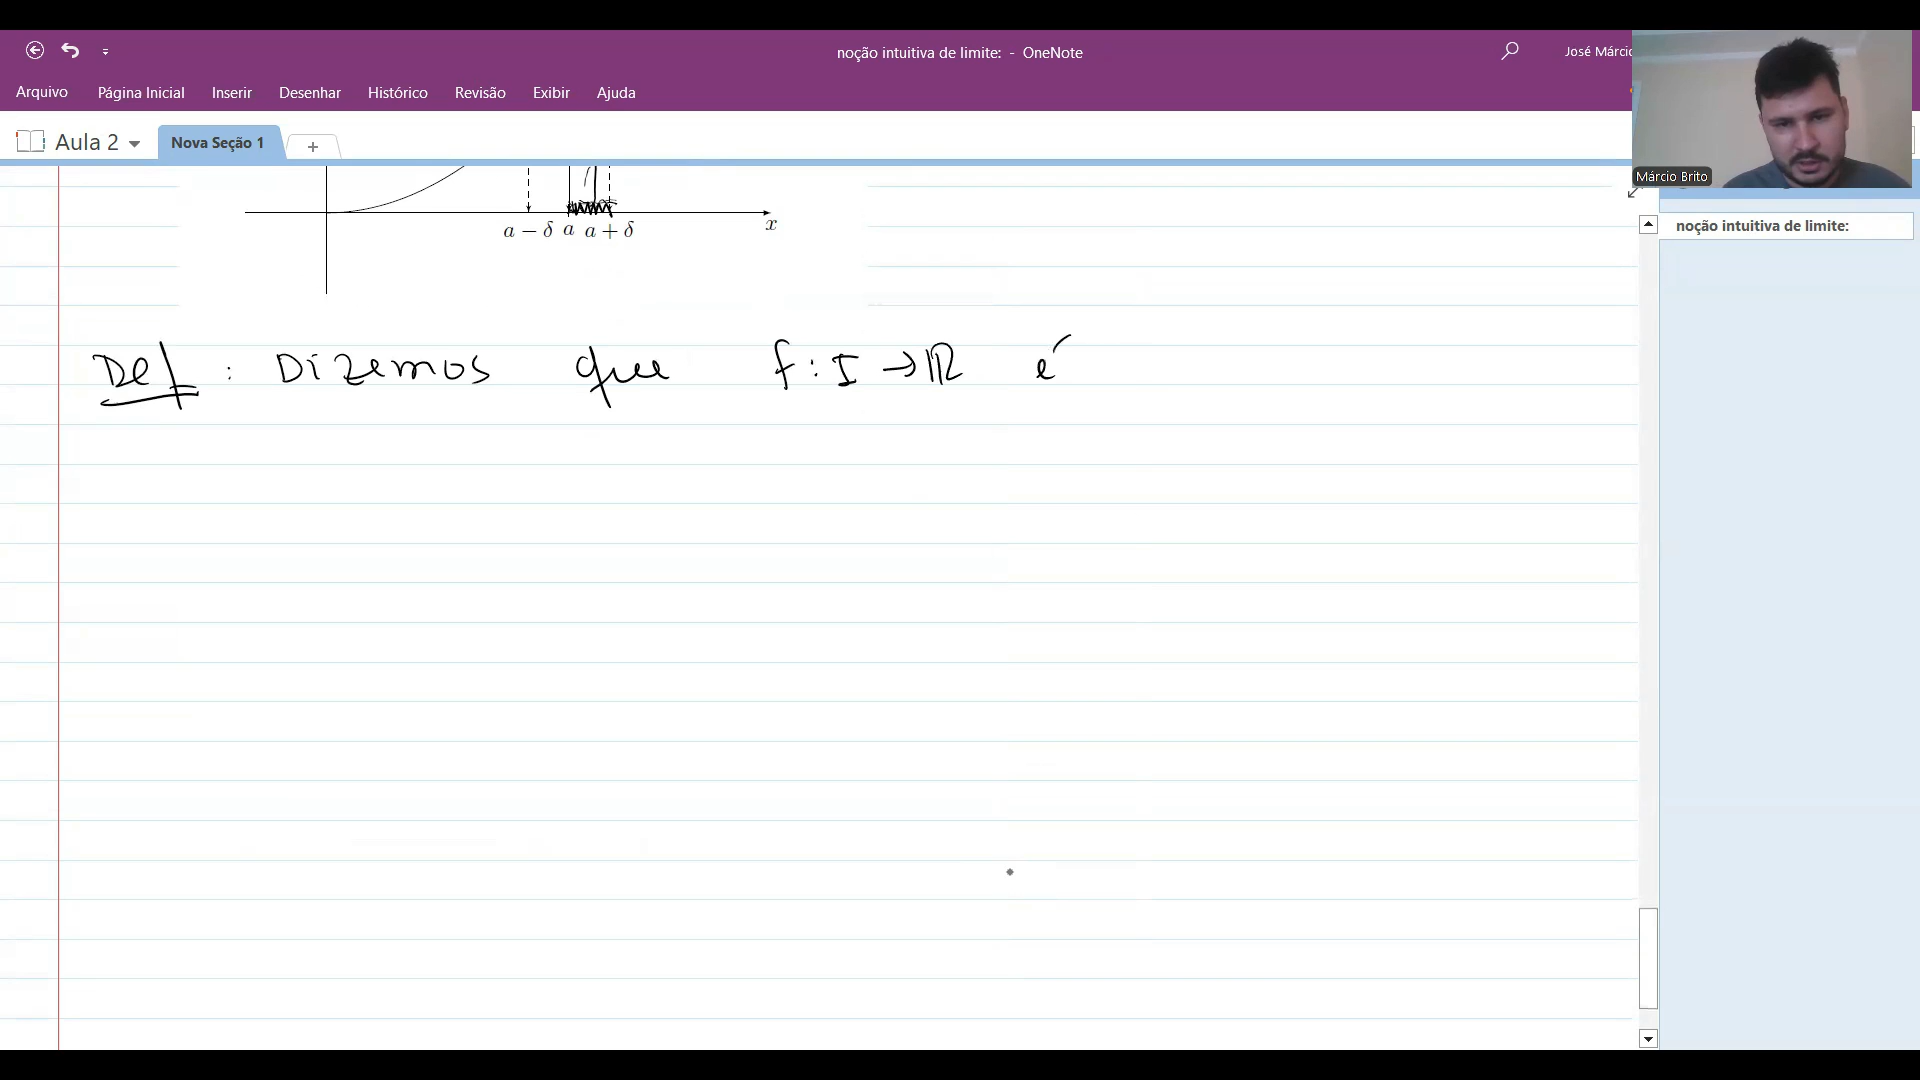 noção intuitiva de limite: - OneNote
José Márcio
Arquivo Página Inicial Inserir Desenhar Histórico Revisão Exibir Ajuda
Aula 2 Nova Seção 1 +
Márcio Brito
noção intuitiva de limite:
a − δ a a + δ x
Def : Dizemos que f : I → ℝ é